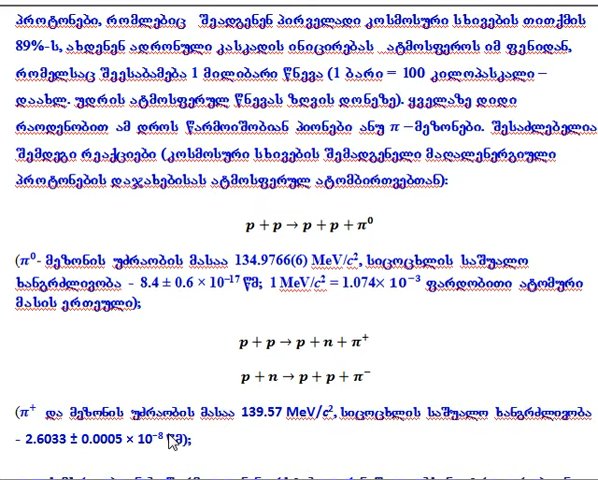 პროტონები, რომლებიც შეადგენენ პირველადი კოსმოსური სხივების თითქმის
89%-ს, ახდენენ ადრონული კასკადის ინიცირებას ატმოსფეროს იმ ფენიდან,
რომელსაც შეესაბამება 1 მილიბარი წნევა (1 ბარი = 100 კილოპასკალი –
დაახლ. უდრის ატმოსფერულ წნევას ზღვის დონეზე). ყველაზე დიდი
რაოდენობით ამ დროს წარმოიშობიან პიონები ანუ π –მეზონები. შესაძლებელია
შემდეგი რეაქციები (კოსმოსური სხივების შემადგენელი მაღალენერგიული
პროტონების დაჯახებისას ატმოსფერულ ატომბირთვებთან):
p + p → p + p + π⁰
(π⁰- მეზონის უძრაობის მასაა 134.9766(6) MeV/c², სიცოცხლის საშუალო
ხანგრძლივობა - 8.4 ± 0.6 × 10⁻¹⁷ წმ; 1 MeV/c² = 1.074× 10⁻³ ფარდობითი ატომური
მასის ერთეული);
p + p → p + n + π⁺
p + n → p + p + π⁻
(π⁺ და მეზონის უძრაობის მასაა 139.57 MeV/c², სიცოცხლის საშუალო ხანგრძლივობა
- 2.6033 ± 0.0005 × 10⁻⁸ წმ);